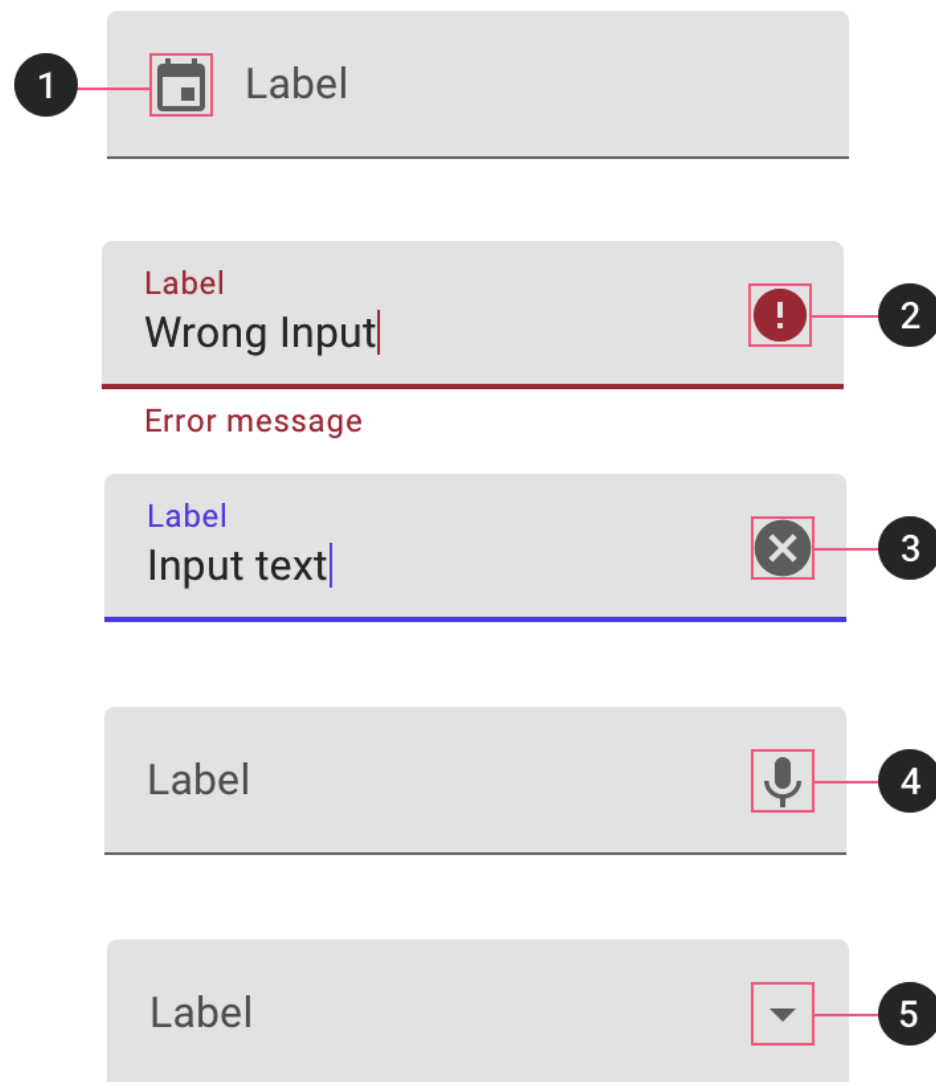 1
Label
Label
Wrong Input
2
Error message
Label
Input text
3
Label
4
Label
5